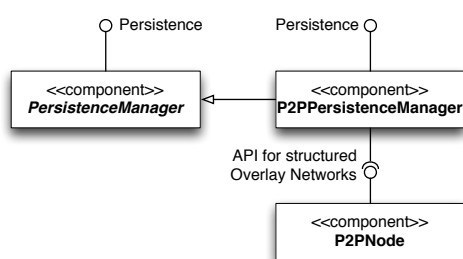 Persistence
Persistence
<<component>>
PersistenceManager
<<component>>
P2PPersistenceManager
API for structured
Overlay Networks
<<component>>
P2PNode